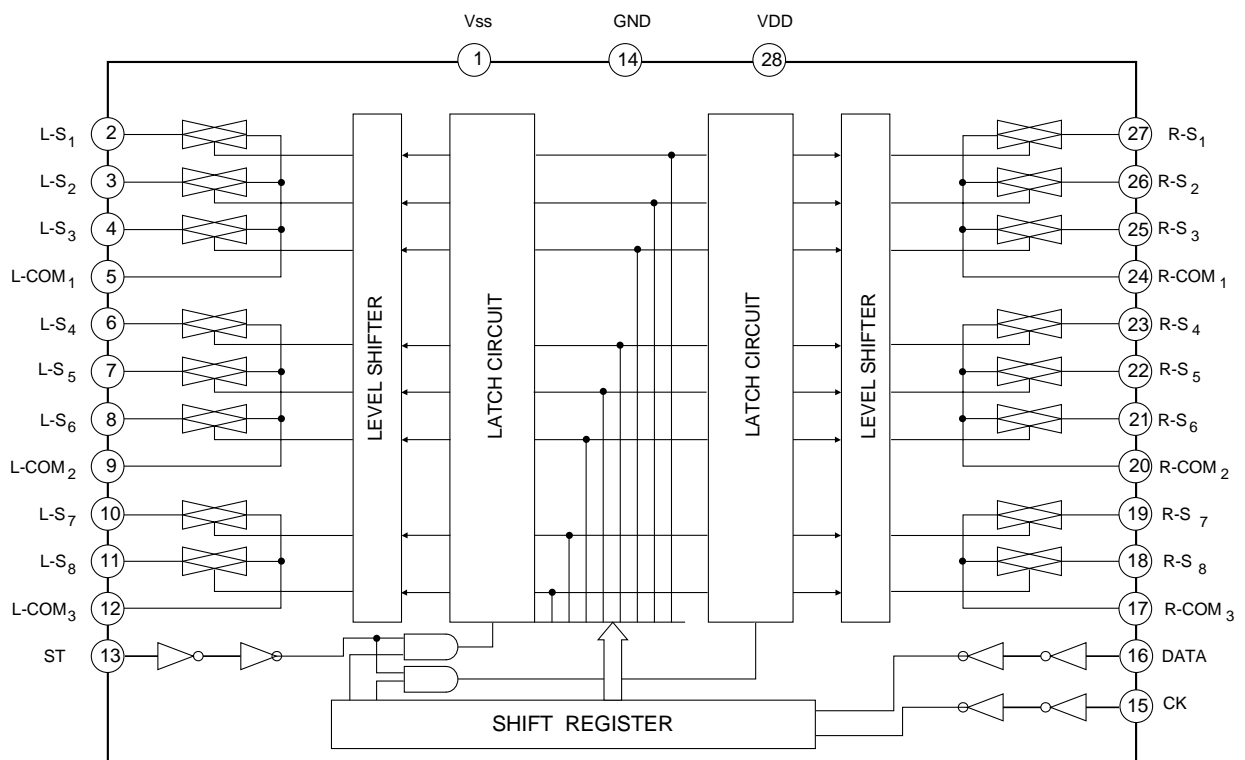 Vss GND VDD
1 14 28
L-S1 2
L-S2 3
L-S3 4
L-COM1 5
L-S4 6
L-S5 7
L-S6 8
L-COM2 9
L-S7 10
L-S8 11
L-COM3 12
ST 13
LEVEL SHIFTER
LATCH CIRCUIT
LATCH CIRCUIT
LEVEL SHIFTER
27 R-S1
26 R-S2
25 R-S3
24 R-COM1
23 R-S4
22 R-S5
21 R-S6
20 R-COM2
19 R-S7
18 R-S8
17 R-COM3
16 DATA
15 CK
SHIFT REGISTER